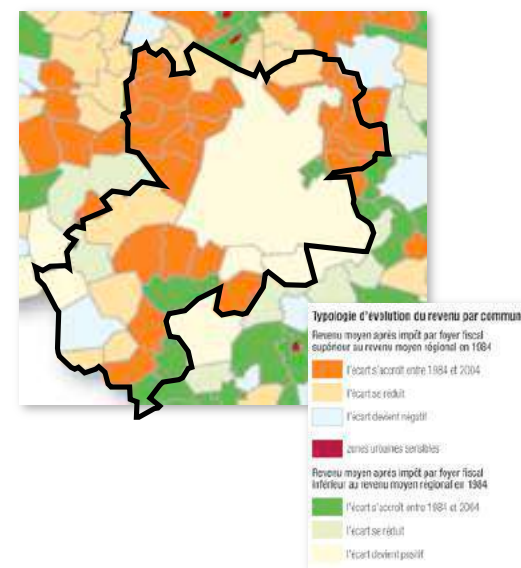 Typologie d'évolution du revenu par commun
Revenu moyen après impôt par foyer fiscal
supérieur au revenu moyen régional en 1984
l'écart s'accroît entre 1984 et 2004
l'écart se réduit
l'écart devient négatif
zones urbaines sensibles
Revenu moyen après impôt par foyer fiscal
inférieur au revenu moyen régional en 1984
l'écart s'accroît entre 1984 et 2004
l'écart se réduit
l'écart devient positif